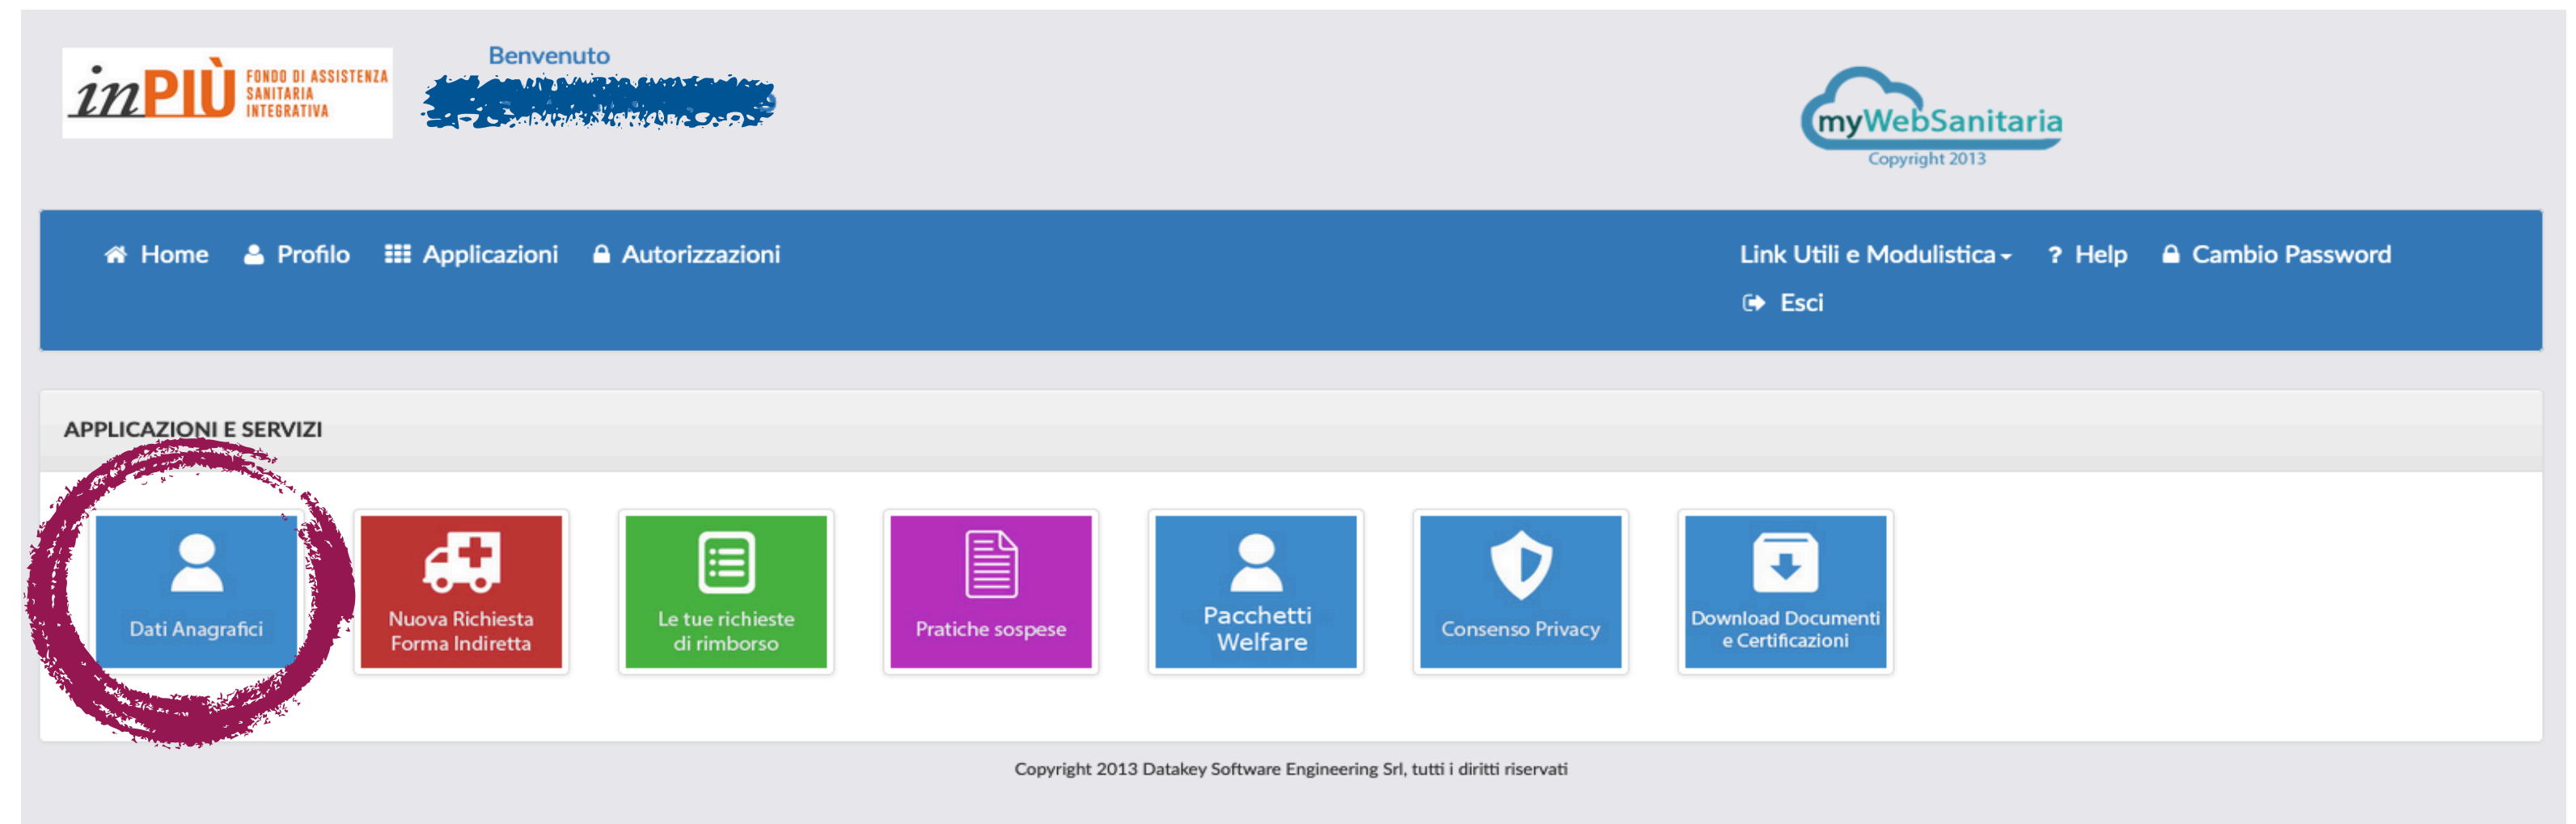 inPIÙ FONDO DI ASSISTENZA
SANITARIA
INTEGRATIVA
Benvenuto
myWebSanitaria
Copyright 2013
Home Profilo Applicazioni Autorizzazioni
Link Utili e Modulistica ? Help Cambio Password
Esci
APPLICAZIONI E SERVIZI
Dati Anagrafici
Nuova Richiesta
Forma Indiretta
Le tue richieste
di rimborso
Pratiche sospese
Pacchetti
Welfare
Consenso Privacy
Download Documenti
e Certificazioni
Copyright 2013 Datakey Software Engineering Srl, tutti i diritti riservati